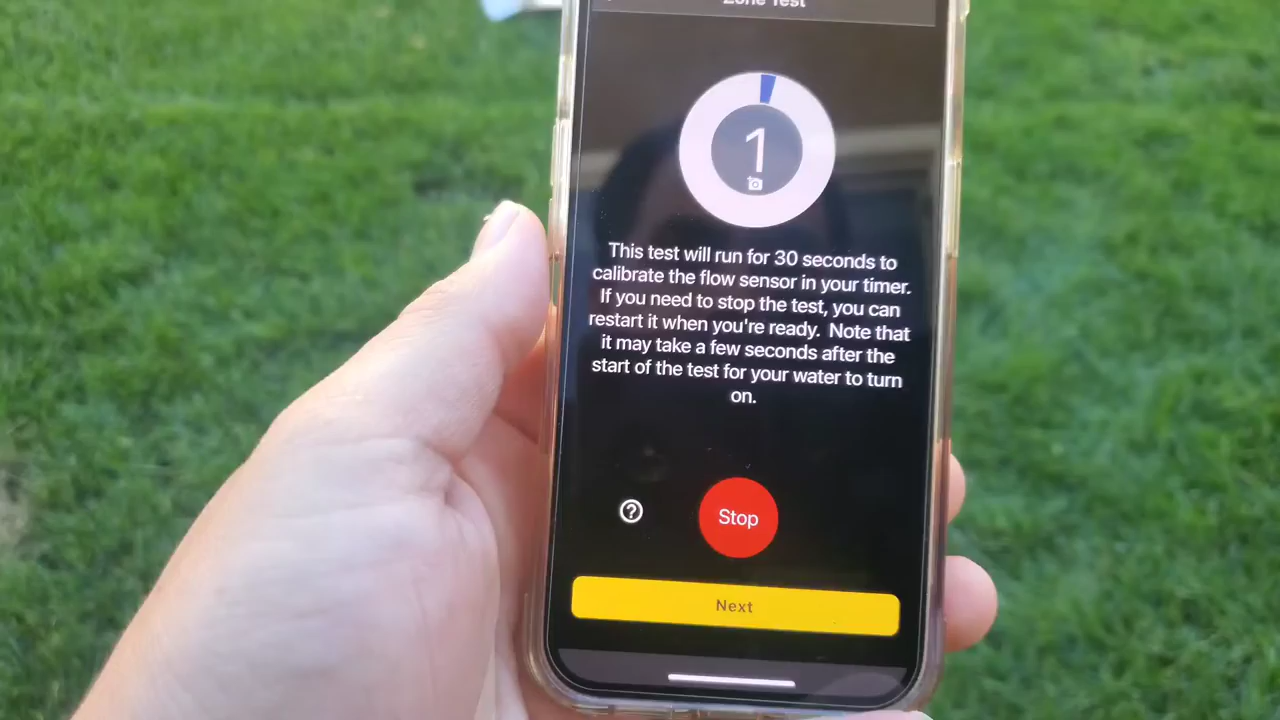 Zone Test
1
This test will run for 30 seconds to
calibrate the flow sensor in your timer.
If you need to stop the test, you can
restart it when you're ready. Note that
it may take a few seconds after the
start of the test for your water to turn
on.
?
Stop
Next